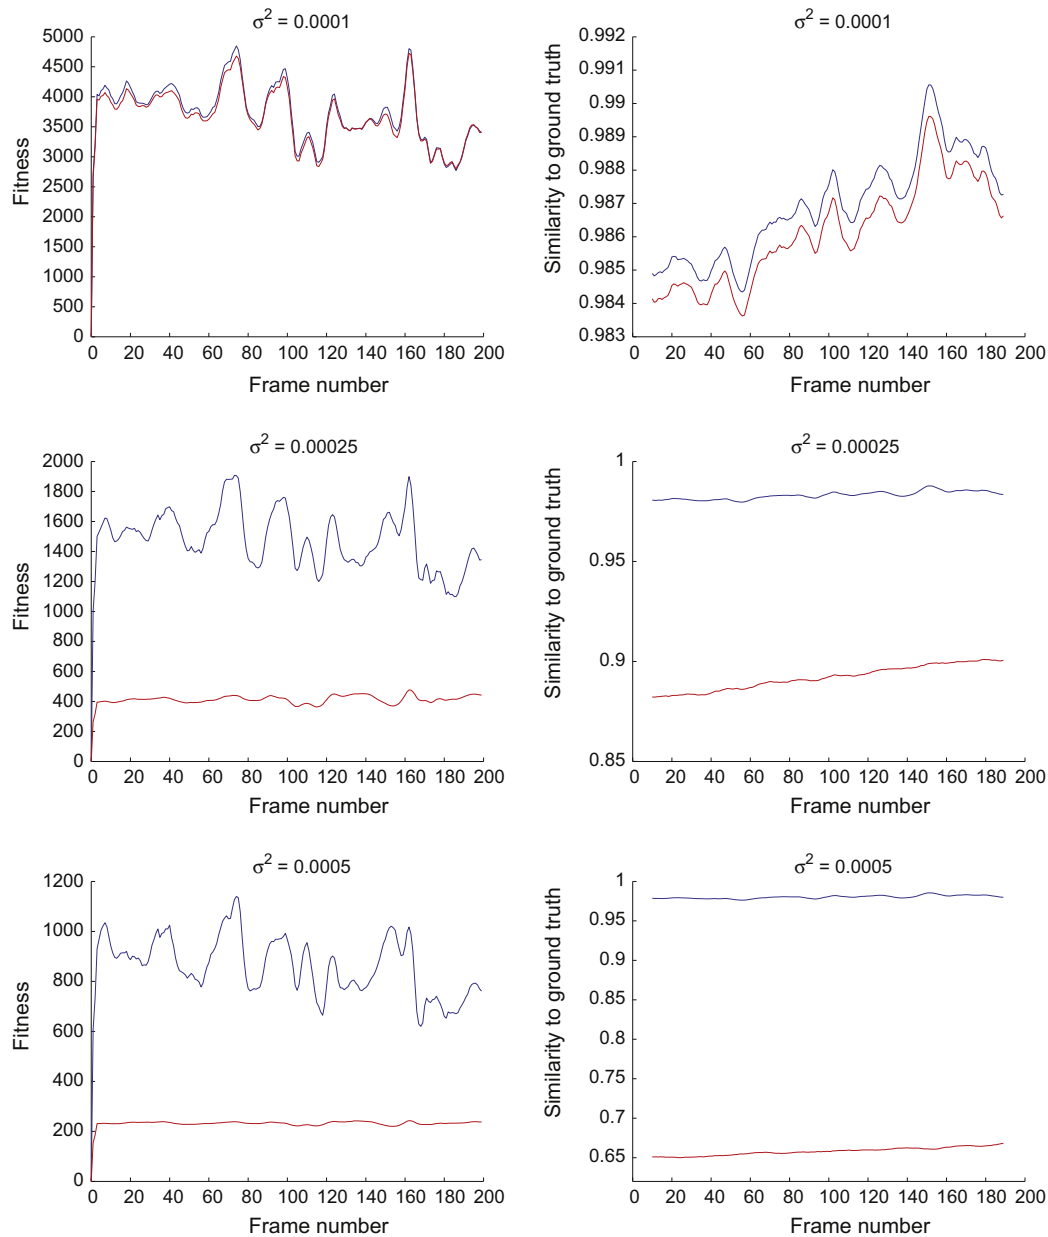 σ² = 0.0001
Fitness
5000
4500
4000
3500
3000
2500
2000
1500
1000
500
0
0 20 40 60 80 100 120 140 160 180 200
Frame number
σ² = 0.0001
Similarity to ground truth
0.992
0.991
0.99
0.989
0.988
0.987
0.986
0.985
0.984
0.983
0 20 40 60 80 100 120 140 160 180 200
Frame number
σ² = 0.00025
Fitness
2000
1800
1600
1400
1200
1000
800
600
400
200
0
0 20 40 60 80 100 120 140 160 180 200
Frame number
σ² = 0.00025
Similarity to ground truth
1
0.95
0.9
0.85
0 20 40 60 80 100 120 140 160 180 200
Frame number
σ² = 0.0005
Fitness
1200
1000
800
600
400
200
0
0 20 40 60 80 100 120 140 160 180 200
Frame number
σ² = 0.0005
Similarity to ground truth
1
0.95
0.9
0.85
0.8
0.75
0.7
0.65
0 20 40 60 80 100 120 140 160 180 200
Frame number